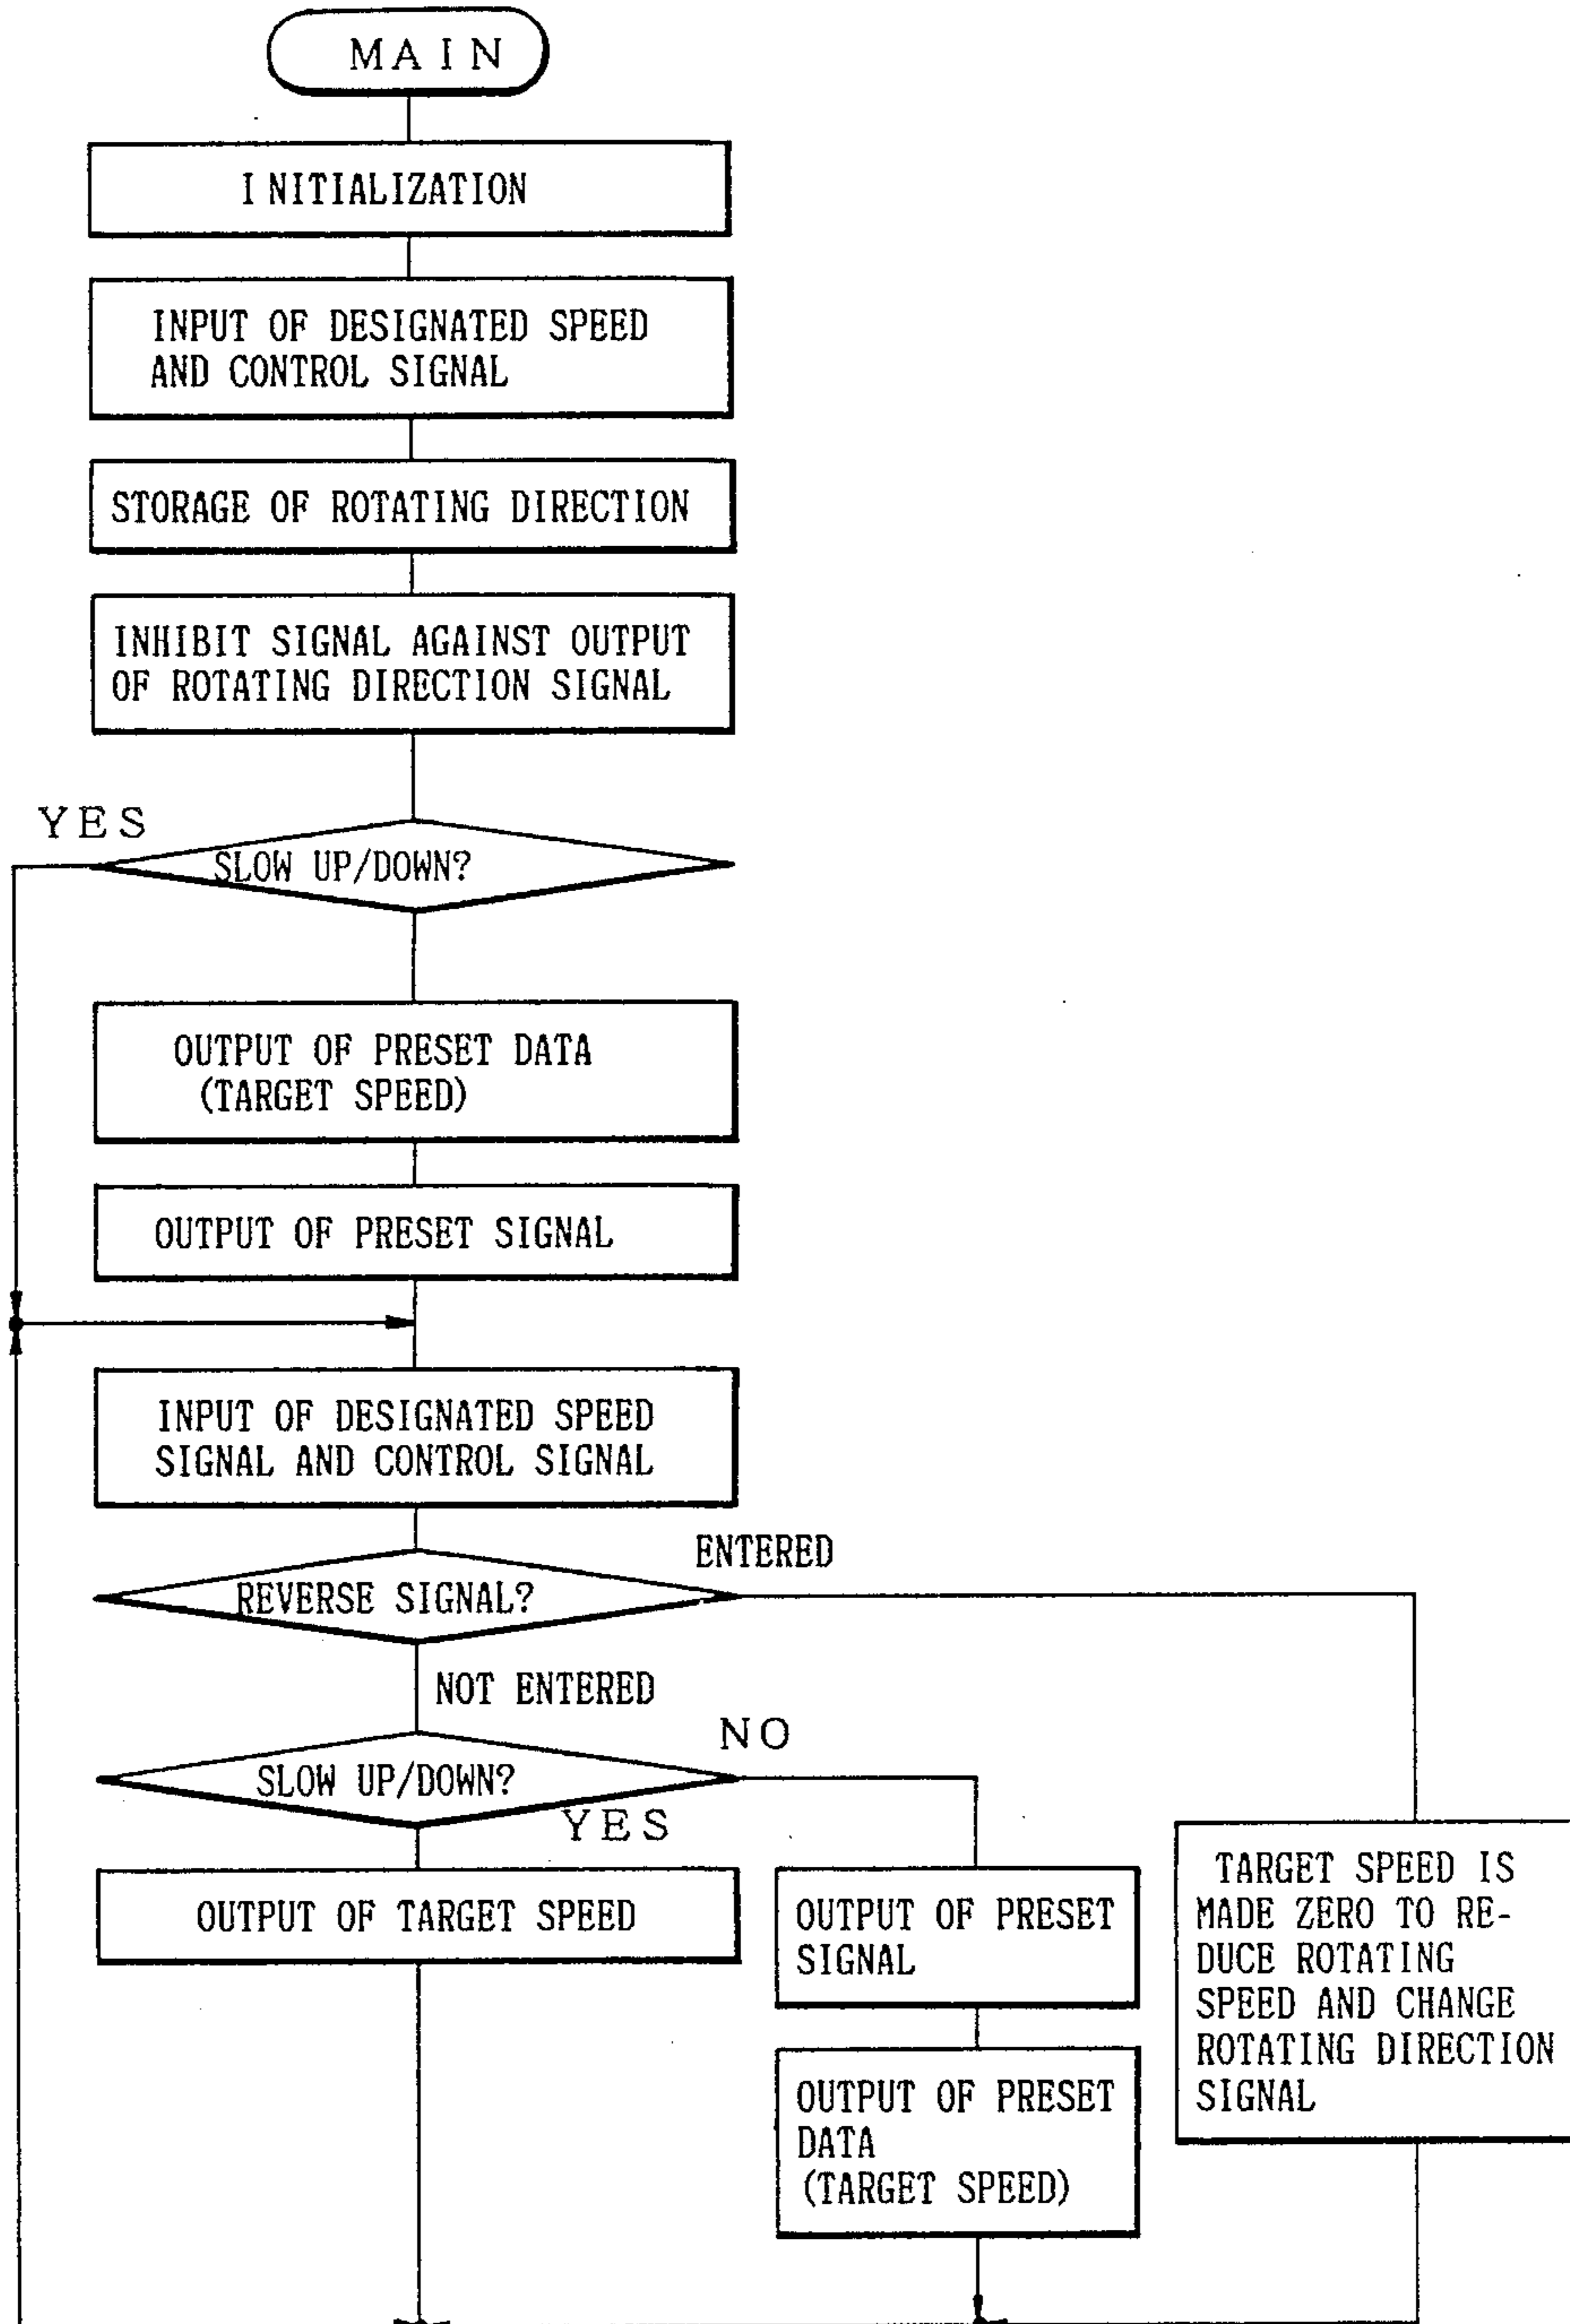 MAIN
INITIALIZATION
INPUT OF DESIGNATED SPEED
AND CONTROL SIGNAL
STORAGE OF ROTATING DIRECTION
INHIBIT SIGNAL AGAINST OUTPUT
OF ROTATING DIRECTION SIGNAL
YES
SLOW UP/DOWN?
OUTPUT OF PRESET DATA
(TARGET SPEED)
OUTPUT OF PRESET SIGNAL
INPUT OF DESIGNATED SPEED
SIGNAL AND CONTROL SIGNAL
ENTERED
REVERSE SIGNAL?
NOT ENTERED
NO
SLOW UP/DOWN?
YES
OUTPUT OF TARGET SPEED
OUTPUT OF PRESET
SIGNAL
OUTPUT OF PRESET
DATA
(TARGET SPEED)
TARGET SPEED IS
MADE ZERO TO RE-
DUCE ROTATING
SPEED AND CHANGE
ROTATING DIRECTION
SIGNAL